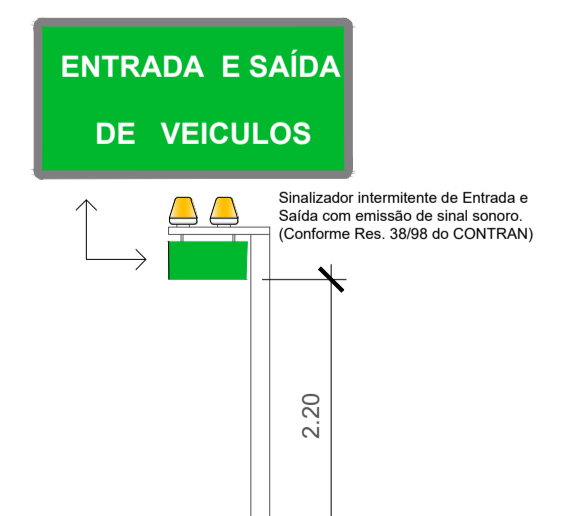 ENTRADA E SAÍDA
DE VEICULOS
Sinalizador intermitente de Entrada e
Saída com emissão de sinal sonoro.
(Conforme Res. 38/98 do CONTRAN)
2.20